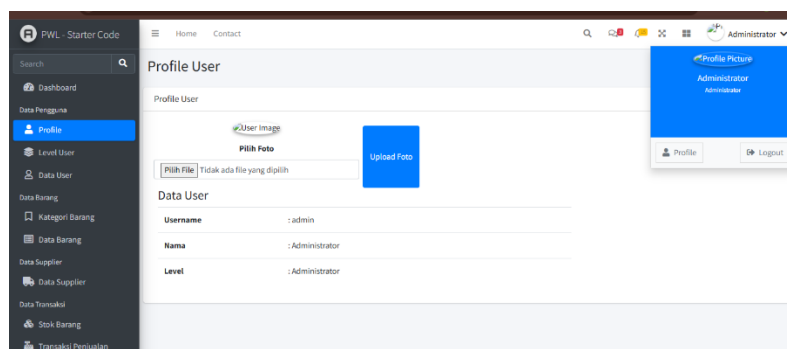 PWL - Starter Code
Search
Dashboard
Data Pengguna
Profile
Level User
Data User
Data Barang
Kategori Barang
Data Barang
Data Supplier
Data Supplier
Data Transaksi
Stok Barang
Transaksi Penjualan
Home Contact
Administrator
Profile User
Profile User
User Image
Pilih Foto
Pilih File Tidak ada file yang dipilih
Upload Foto
Data User
Username : admin
Nama : Administrator
Level : Administrator
Profile Picture
Administrator
Administrator
Profile Logout